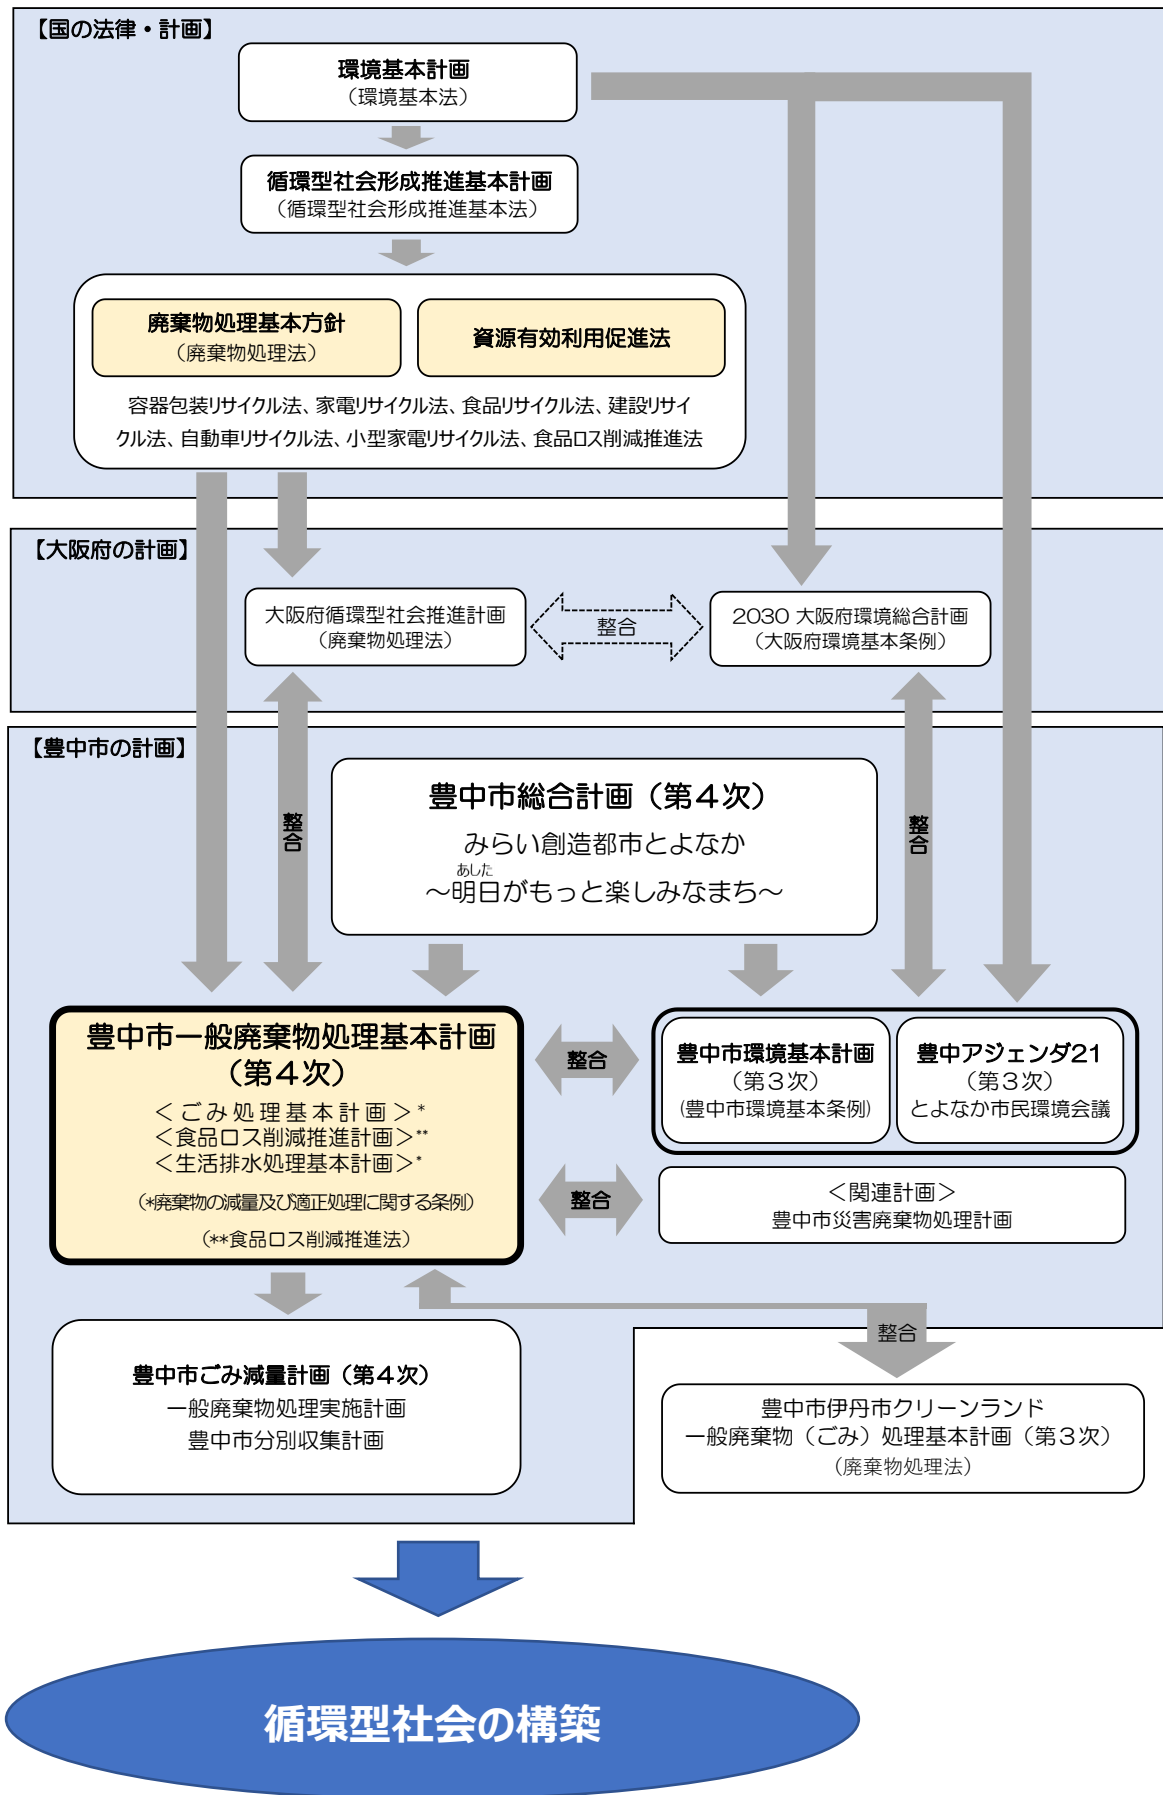 【国の法律・計画】
環境基本計画
（環境基本法）
循環型社会形成推進基本計画
（循環型社会形成推進基本法）
廃棄物処理基本方針
（廃棄物処理法）
資源有効利用促進法
容器包装リサイクル法、家電リサイクル法、食品リサイクル法、建設リサイ
クル法、自動車リサイクル法、小型家電リサイクル法、食品ロス削減推進法
【大阪府の計画】
大阪府循環型社会推進計画
（廃棄物処理法）
整合
2030 大阪府環境総合計画
（大阪府環境基本条例）
【豊中市の計画】
整合
豊中市総合計画（第４次）
みらい創造都市とよなか
あした
～明日がもっと楽しみなまち～
整合
豊中市一般廃棄物処理基本計画
（第４次）
＜ごみ処理基本計画＞*
＜食品ロス削減推進計画＞**
＜生活排水処理基本計画＞*
（*廃棄物の減量及び適正処理に関する条例）
（**食品ロス削減推進法）
整合
豊中市環境基本計画
（第３次）
（豊中市環境基本条例）
豊中アジェンダ21
（第３次）
とよなか市民環境会議
整合
＜関連計画＞
豊中市災害廃棄物処理計画
整合
豊中市ごみ減量計画（第４次）
一般廃棄物処理実施計画
豊中市分別収集計画
豊中市伊丹市クリーンランド
一般廃棄物（ごみ）処理基本計画（第３次）
（廃棄物処理法）
循環型社会の構築